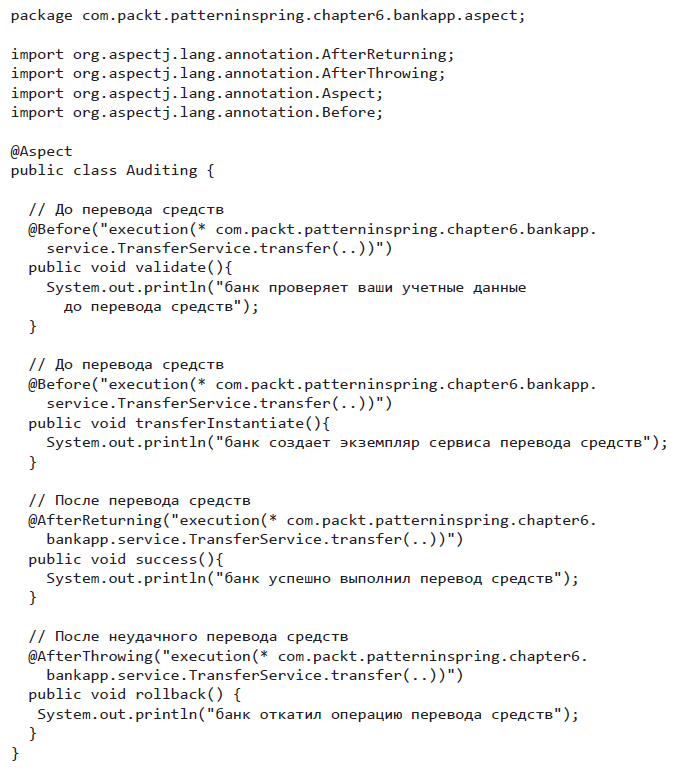 package com.packt.patterninspring.chapter6.bankapp.aspect;

import org.aspectj.lang.annotation.AfterReturning;
import org.aspectj.lang.annotation.AfterThrowing;
import org.aspectj.lang.annotation.Aspect;
import org.aspectj.lang.annotation.Before;

@Aspect
public class Auditing {

  // До перевода средств
  @Before("execution(* com.packt.patterninspring.chapter6.bankapp.
    service.TransferService.transfer(..))")
  public void validate(){
    System.out.println("банк проверяет ваши учетные данные
      до перевода средств");
  }

  // До перевода средств
  @Before("execution(* com.packt.patterninspring.chapter6.bankapp.
    service.TransferService.transfer(..))")
  public void transferInstantiate(){
    System.out.println("банк создает экземпляр сервиса перевода средств");
  }

  // После перевода средств
  @AfterReturning("execution(* com.packt.patterninspring.chapter6.
    bankapp.service.TransferService.transfer(..))")
  public void success(){
    System.out.println("банк успешно выполнил перевод средств");
  }

  // После неудачного перевода средств
  @AfterThrowing("execution(* com.packt.patterninspring.chapter6.
    bankapp.service.TransferService.transfer(..))")
  public void rollback() {
   System.out.println("банк откатил операцию перевода средств");
  }
}